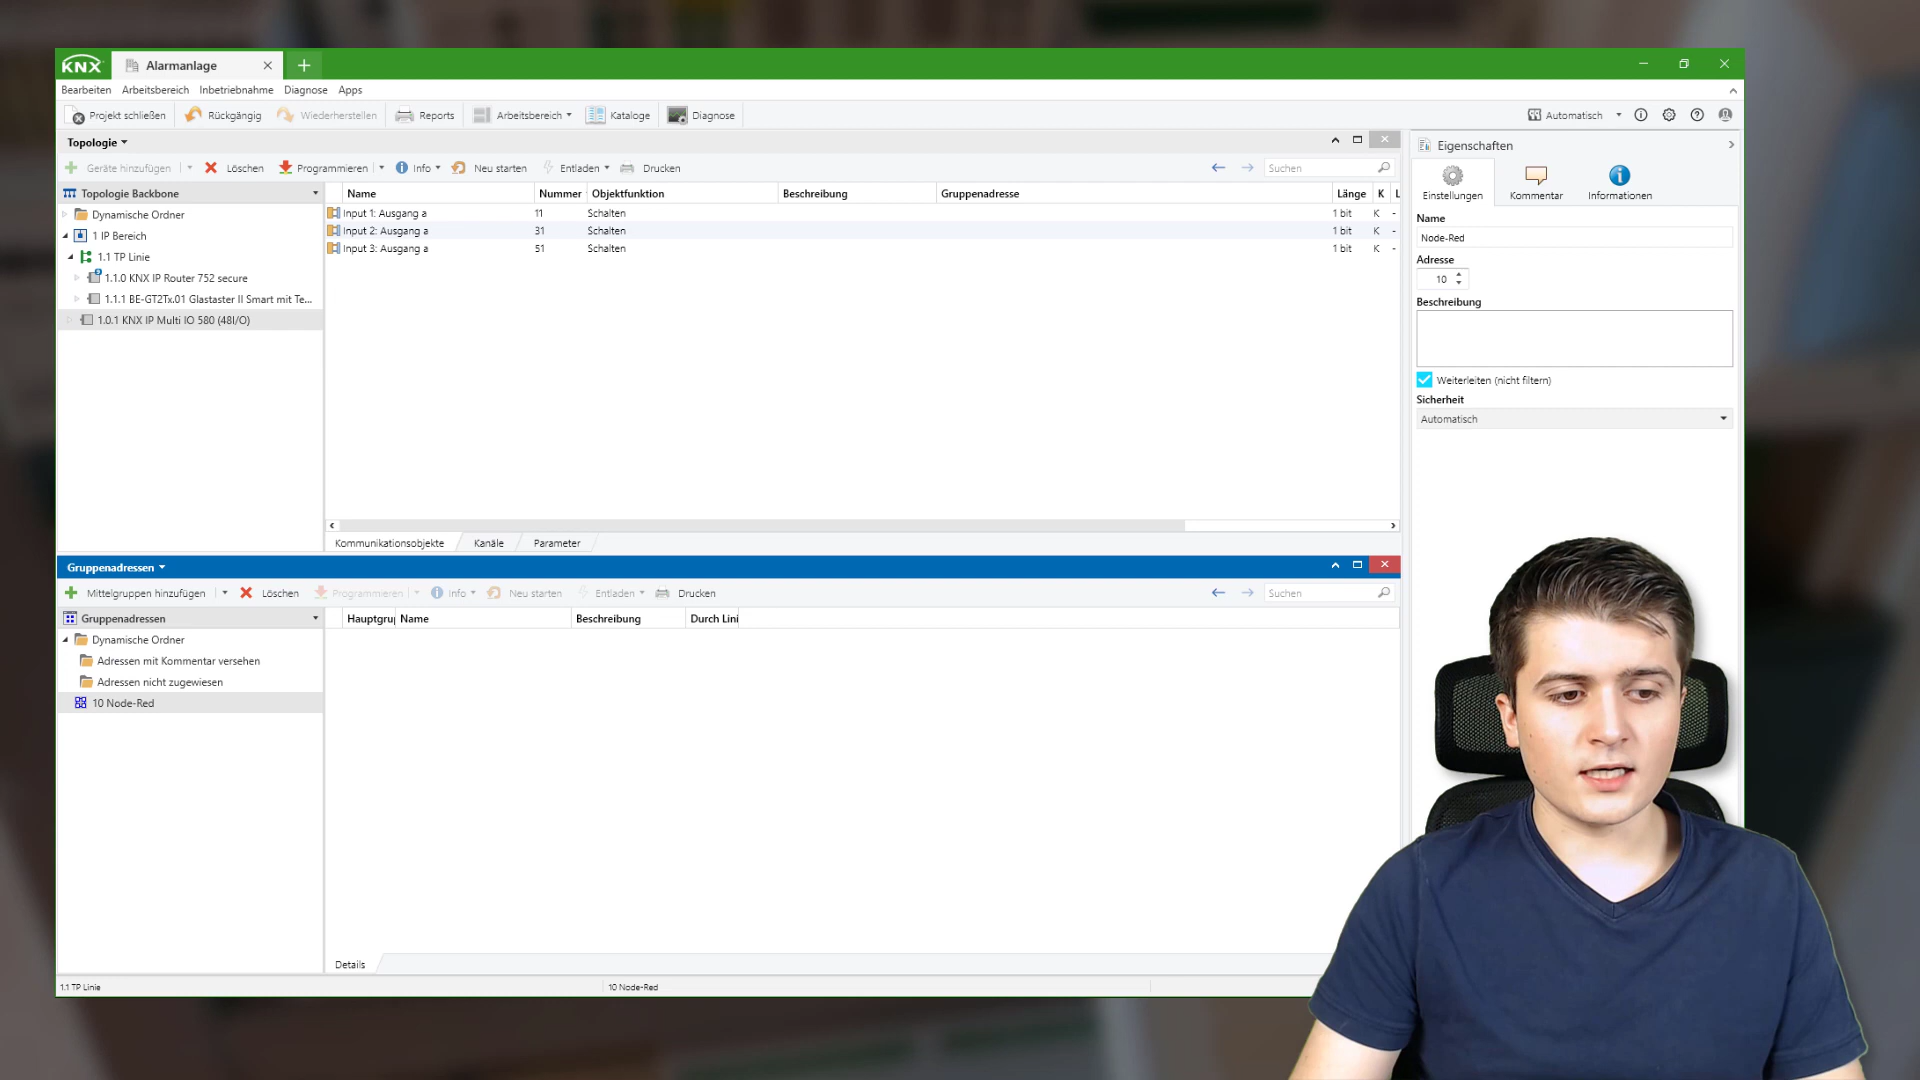 KNX Alarmanlage
Bearbeiten Arbeitsbereich Inbetriebnahme Diagnose Apps
Projekt schließen Rückgängig Wiederherstellen Reports Arbeitsbereich Kataloge Diagnose Automatisch
Topologie
Geräte hinzufügen Löschen Programmieren Info Neu starten Entladen Drucken Suchen
Topologie Backbone
Dynamische Ordner
1 IP Bereich
1.1 TP Linie
1.1.0 KNX IP Router 752 secure
1.1.1 BE-GT2Tx.01 Glastaster II Smart mit Te...
1.0.1 KNX IP Multi IO 580 (48I/O)
Name Nummer Objektfunktion Beschreibung Gruppenadresse Länge K L
Input 1: Ausgang a 11 Schalten 1 bit K -
Input 2: Ausgang a 31 Schalten 1 bit K -
Input 3: Ausgang a 51 Schalten 1 bit K -
Kommunikationsobjekte Kanäle Parameter
Gruppenadressen
Mittelgruppen hinzufügen Löschen Programmieren Info Neu starten Entladen Drucken Suchen
Gruppenadressen
Dynamische Ordner
Adressen mit Kommentar versehen
Adressen nicht zugewiesen
10 Node-Red
Hauptgru Name Beschreibung Durch Lini
Details
1.1 TP Linie 10 Node-Red
Eigenschaften
Einstellungen Kommentar Informationen
Name
Node-Red
Adresse
10
Beschreibung
Weiterleiten (nicht filtern)
Sicherheit
Automatisch